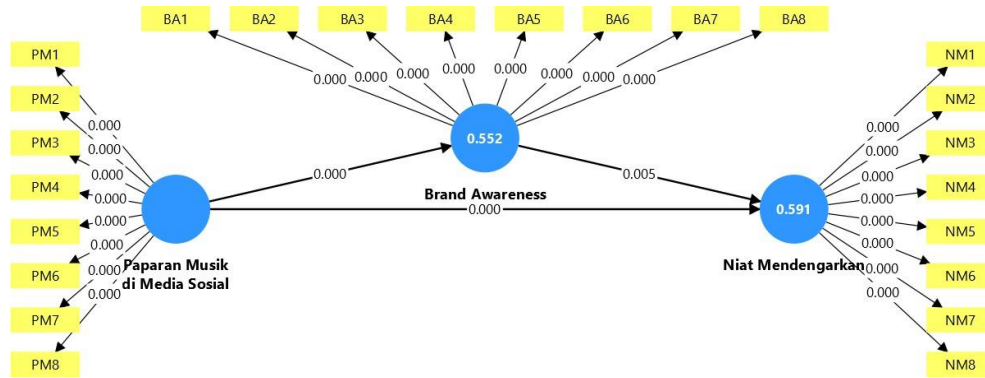 BA1 BA2 BA3 BA4 BA5 BA6 BA7 BA8
0.000 0.000 0.000 0.000 0.000 0.000 0.000 0.000
PM1
PM2
PM3
PM4
PM5
PM6
PM7
PM8
0.000
0.000
0.000
0.000
0.000
0.000
0.000
0.000
Paparan Musik
di Media Sosial
0.000
0.552
Brand Awareness
0.005
0.000
0.591
Niat Mendengarkan
0.000
0.000
0.000
0.000
0.000
0.000
0.000
0.000
NM1
NM2
NM3
NM4
NM5
NM6
NM7
NM8